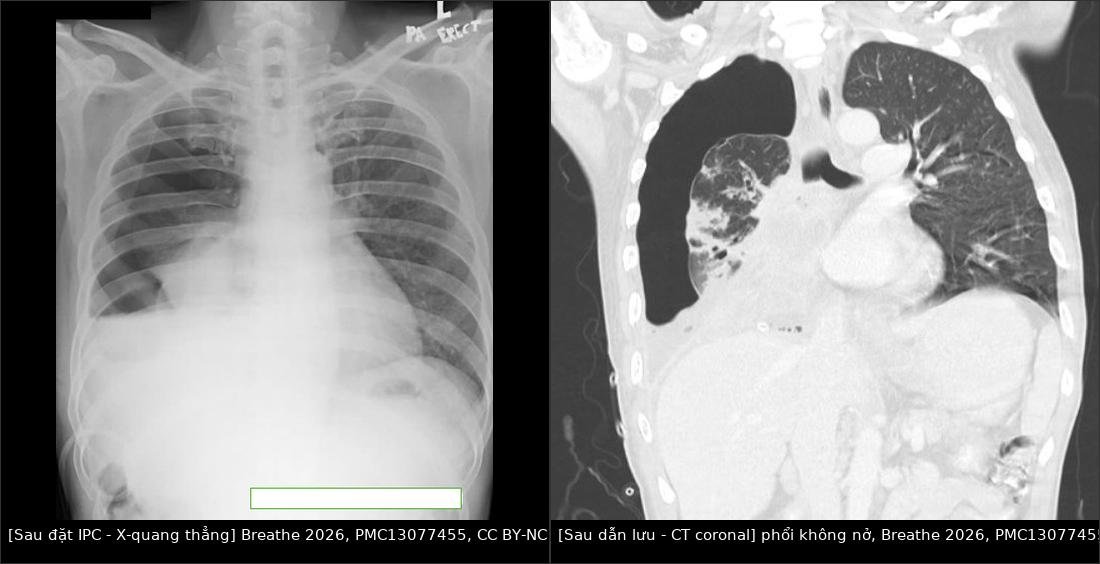 L
PA ERECT
[Sau đặt IPC - X-quang thẳng] Breathe 2026, PMC13077455, CC BY-NC
[Sau dẫn lưu - CT coronal] phổi không nở, Breathe 2026, PMC13077455